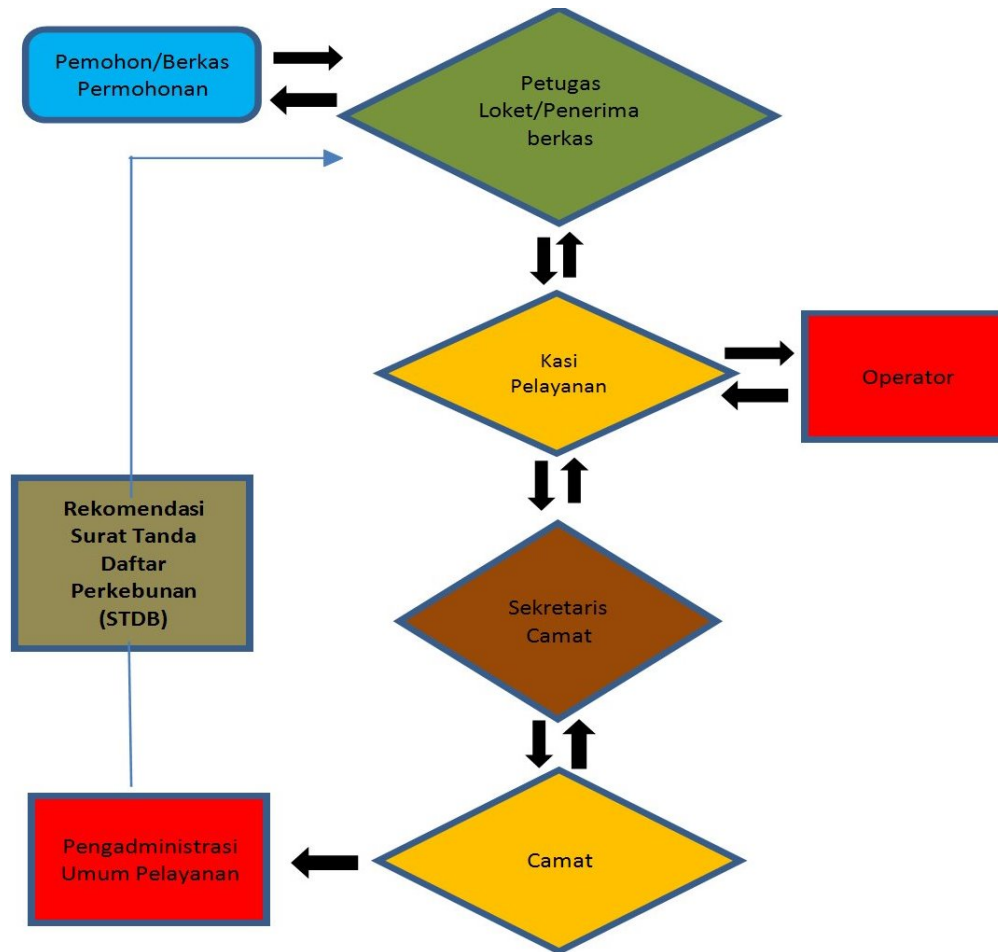 Pemohon/Berkas
Permohonan
Petugas
Loket/Penerima
berkas
Kasi
Pelayanan
Operator
Rekomendasi
Surat Tanda
Daftar
Perkebunan
(STDB)
Sekretaris
Camat
Pengadministrasi
Umum Pelayanan
Camat